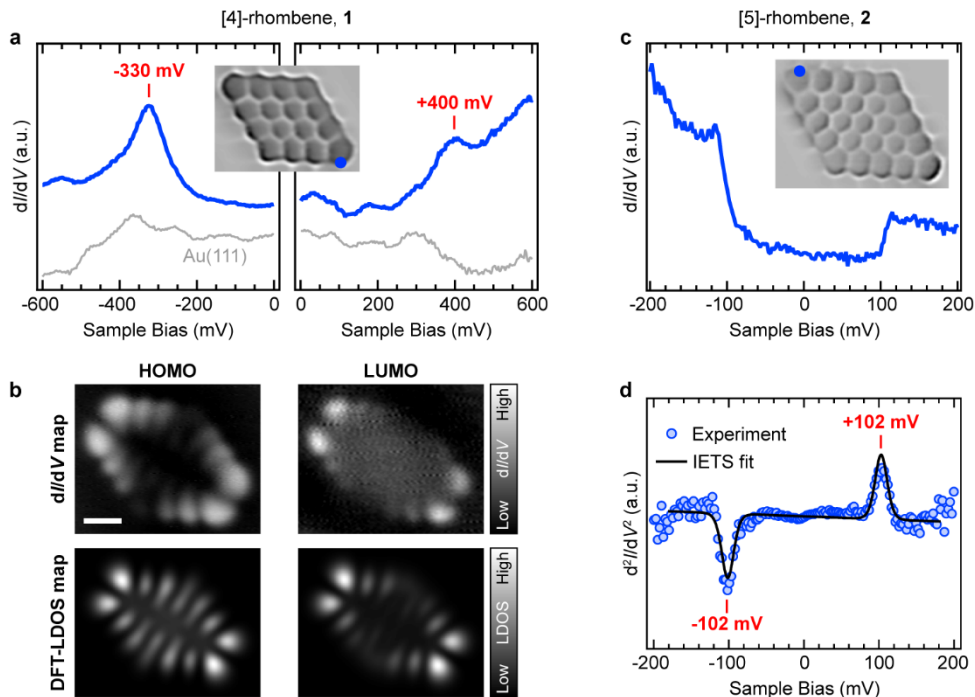 [4]-rhombene, 1
[5]-rhombene, 2
a
-330 mV
+400 mV
dI/dV (a.u.)
Au(111)
-600 -400 -200 0
0 200 400 600
Sample Bias (mV)
Sample Bias (mV)
c
dI/dV (a.u.)
-200 -100 0 100 200
Sample Bias (mV)
b
HOMO
LUMO
dI/dV map
Low dI/dV High
DFT-LDOS map
Low LDOS High
d
+102 mV
Experiment
IETS fit
d²I/dV² (a.u.)
-102 mV
-200 -100 0 100 200
Sample Bias (mV)